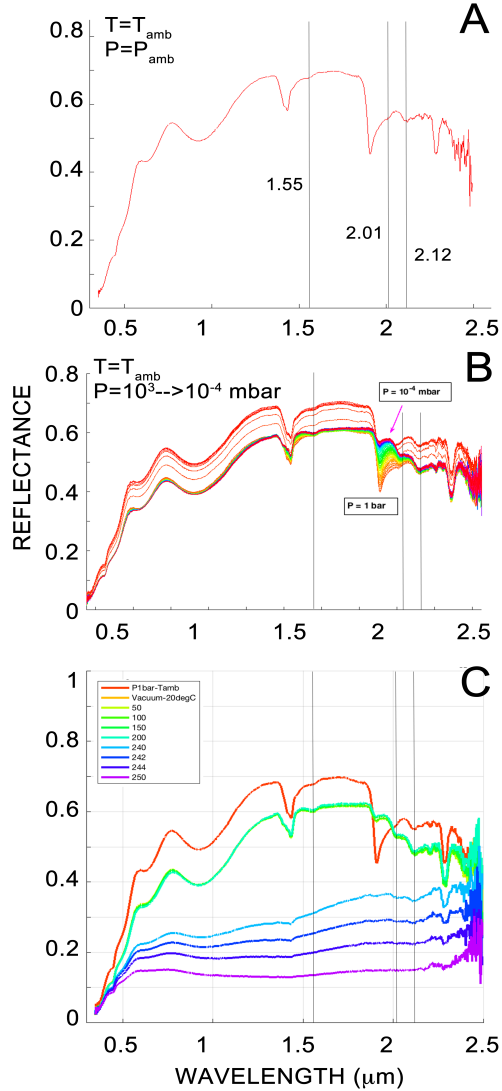 A
T=Tamb
P=Pamb
0.8
0.6
0.4
0.2
0
1.55
2.01
2.12
0.5 1 1.5 2 2.5
B
T=Tamb
P=10³-->10⁻⁴ mbar
P = 10⁻⁴ mbar
P = 1 bar
0.8
0.6
0.4
0.2
0
0.5 1 1.5 2 2.5
REFLECTANCE
C
P1bar-Tamb
Vacuum-20degC
50
100
150
200
240
242
244
250
1
0.8
0.6
0.4
0.2
0
0.5 1 1.5 2 2.5
WAVELENGTH (μm)